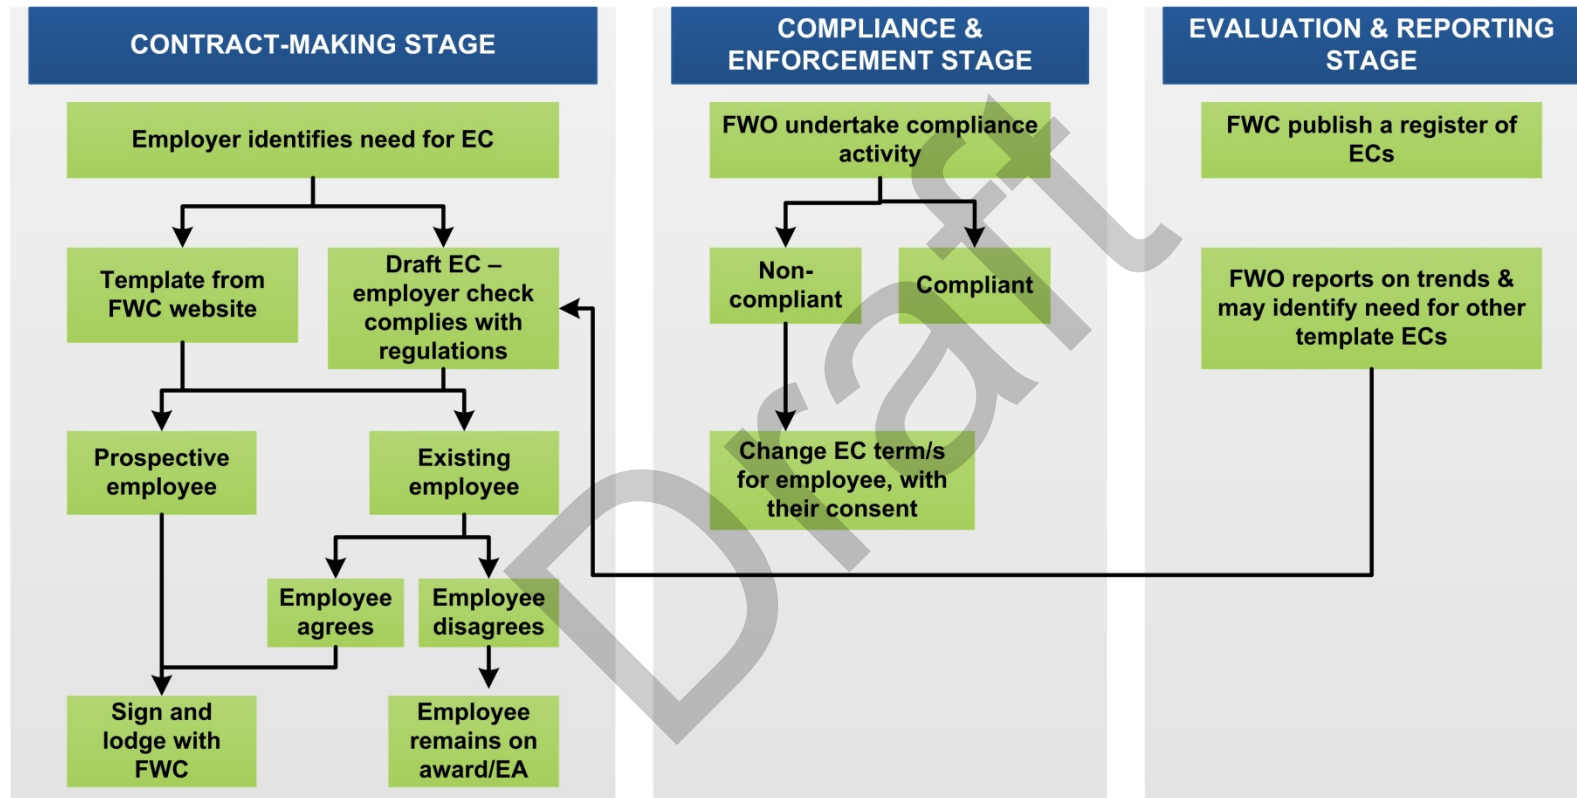 CONTRACT-MAKING STAGE
Employer identifies need for EC
Template from
FWC website
Draft EC –
employer check
complies with
regulations
Prospective
employee
Existing
employee
Employee
agrees
Employee
disagrees
Sign and
lodge with
FWC
Employee
remains on
award/EA
COMPLIANCE &
ENFORCEMENT STAGE
FWO undertake compliance
activity
Non-
compliant
Compliant
Change EC term/s
for employee, with
their consent
EVALUATION & REPORTING
STAGE
FWC publish a register of
ECs
FWO reports on trends &
may identify need for other
template ECs
Draft